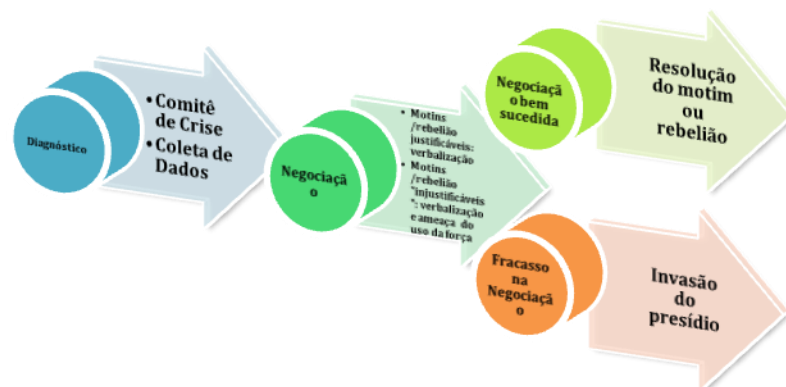 Diagnóstico
• Comitê
de Crise
• Coleta de
Dados
Negociaçã
o
• Motins
/rebelião
justificáveis:
verbalização
• Motins
/rebelião
"injustificáveis
": verbalização
e ameaça do
uso da força
Negociaçã
o bem
sucedida
Resolução
do motim
ou
rebelião
Fracasso
na
Negociaçã
o
Invasão
do
presídio